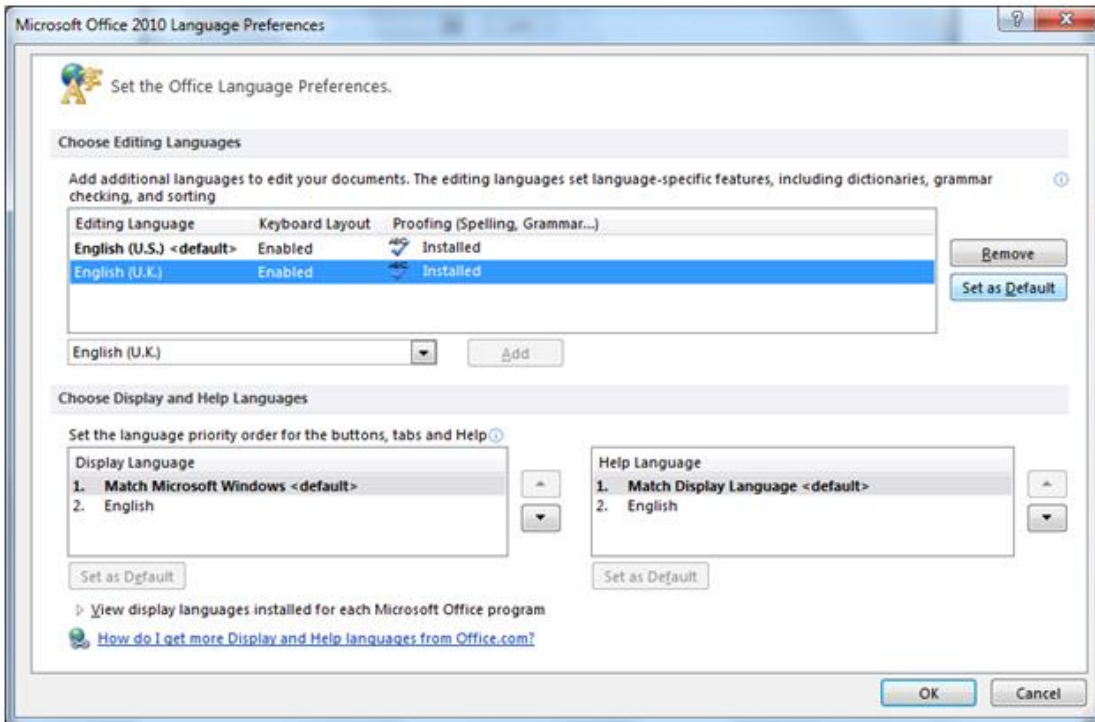 Microsoft Office 2010 Language Preferences
Set the Office Language Preferences.
Choose Editing Languages
Add additional languages to edit your documents. The editing languages set language-specific features, including dictionaries, grammar
checking, and sorting
Editing Language Keyboard Layout Proofing (Spelling, Grammar...)
English (U.S.) <default> Enabled Installed
English (U.K.) Enabled Installed
Remove
Set as Default
English (U.K.) Add
Choose Display and Help Languages
Set the language priority order for the buttons, tabs and Help
Display Language
1. Match Microsoft Windows <default>
2. English
Set as Default
Help Language
1. Match Display Language <default>
2. English
Set as Default
View display languages installed for each Microsoft Office program
How do I get more Display and Help languages from Office.com?
OK Cancel